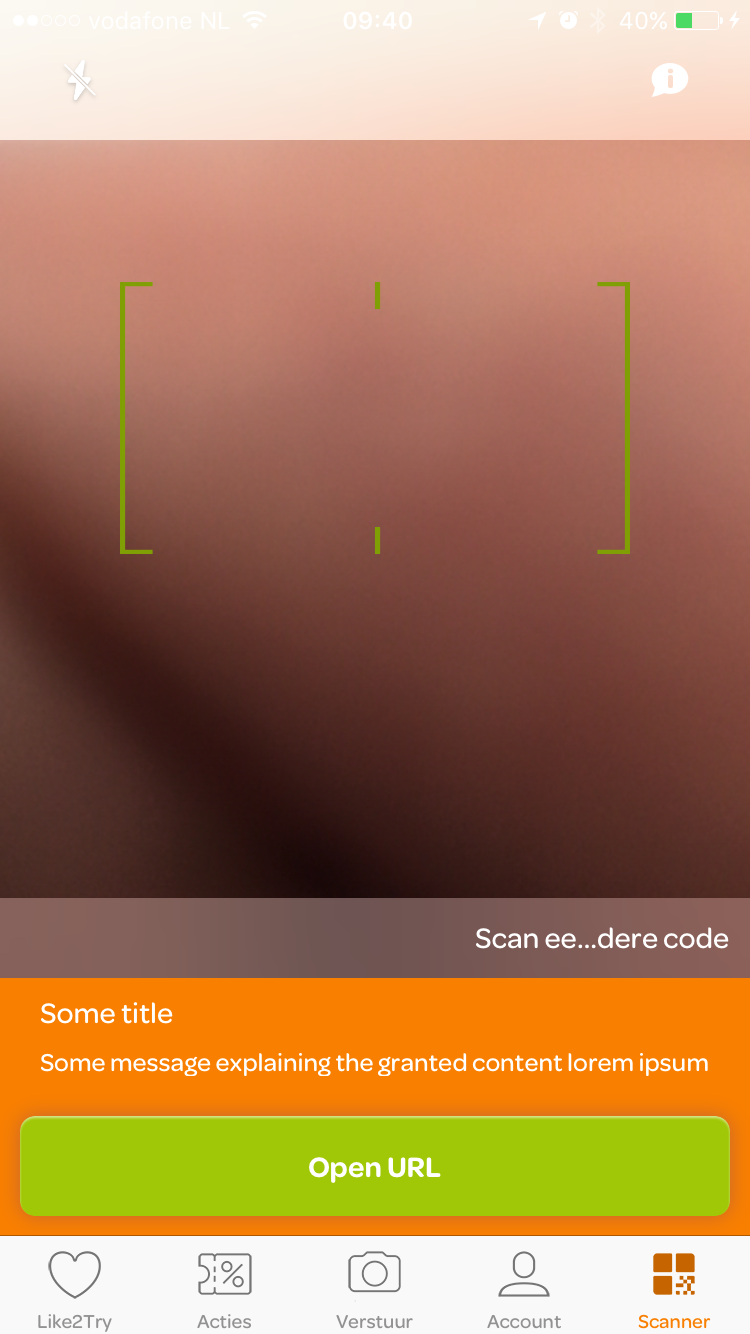 vodafone NL 09:40 40%
Scan ee...dere code
Some title
Some message explaining the granted content lorem ipsum
Open URL
Like2Try Acties Verstuur Account Scanner